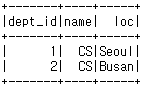 +-------+----+-----+
|dept_id|name|  loc|
+-------+----+-----+
|      1|  CS|Seoul|
|      2|  CS|Busan|
+-------+----+-----+